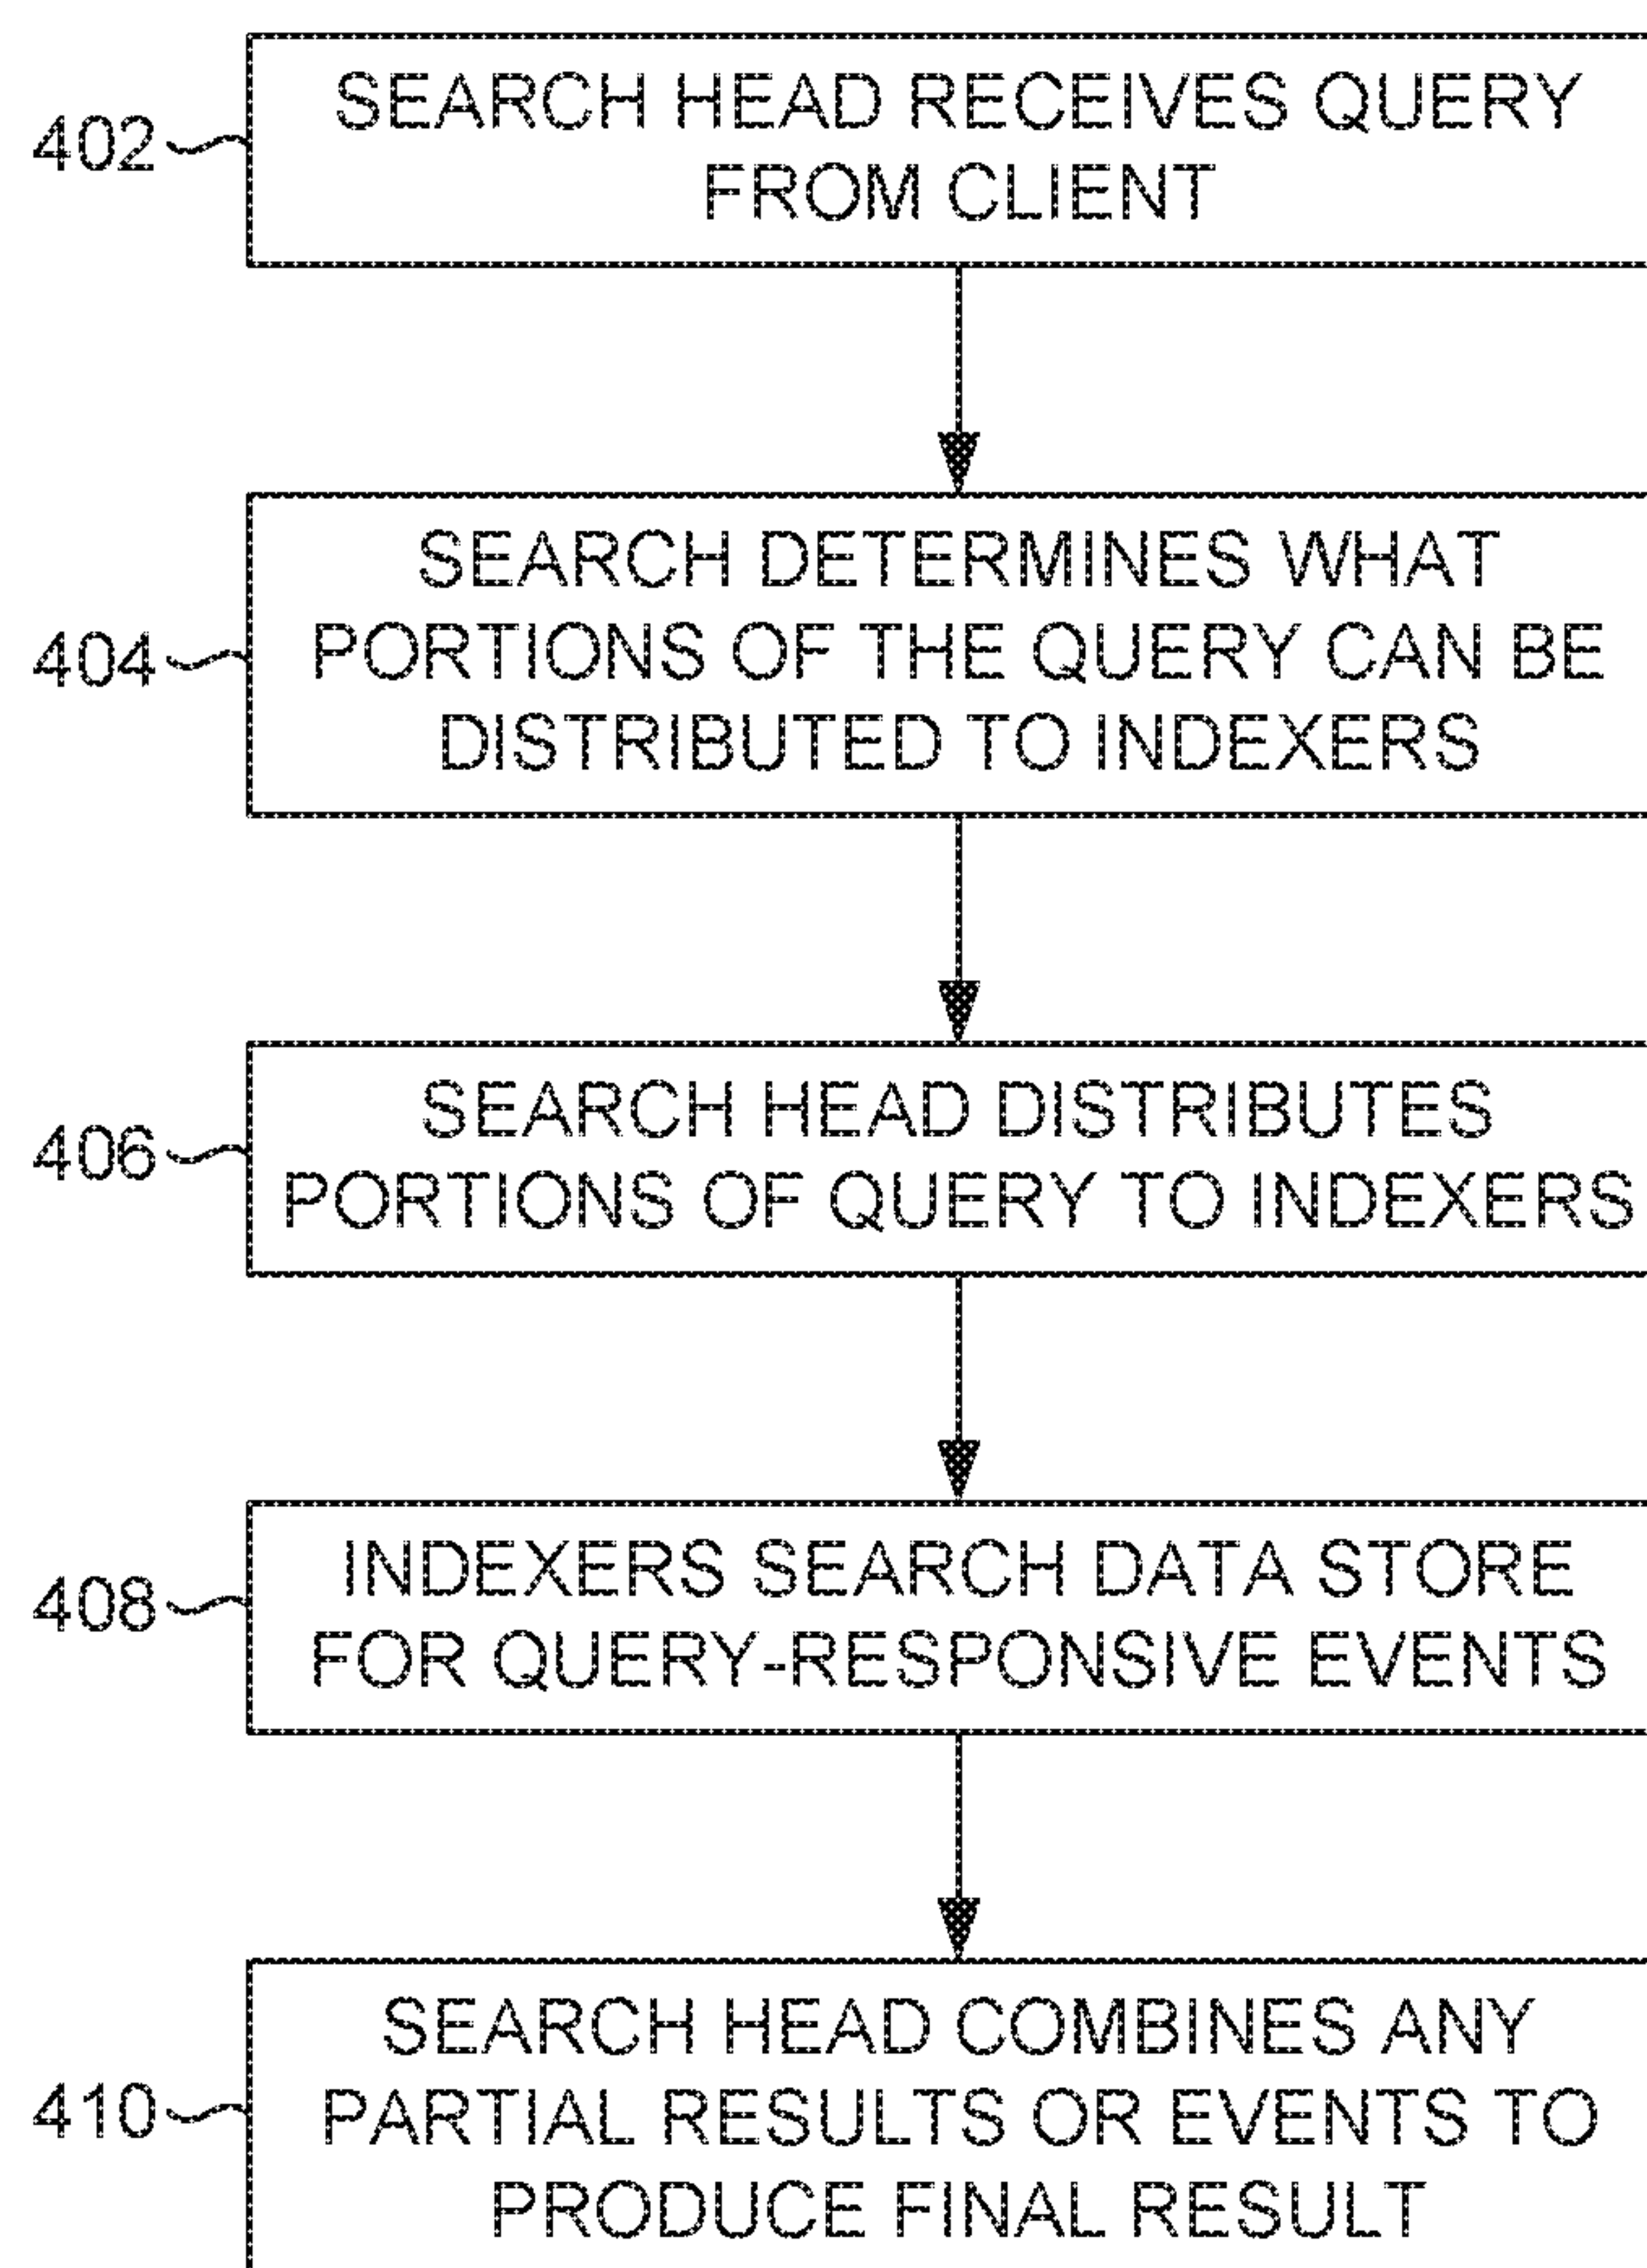 SEARCH HEAD RECEIVES QUERY
402
FROM CLIENT
SEARCH DETERMINES WHAT
404
PORTIONS OF THE QUERY CAN BE
DISTRIBUTED TO INDEXERS
SEARCH HEAD DISTRIBUTES
406
PORTIONS OF QUERY TO INDEXERS
INDEXERS SEARCH DATA STORE
408
FOR QUERY-RESPONSIVE EVENTS
SEARCH HEAD COMBINES ANY
410
PARTIAL RESULTS OR EVENTS TO
PRODUCE FINAL RESULT